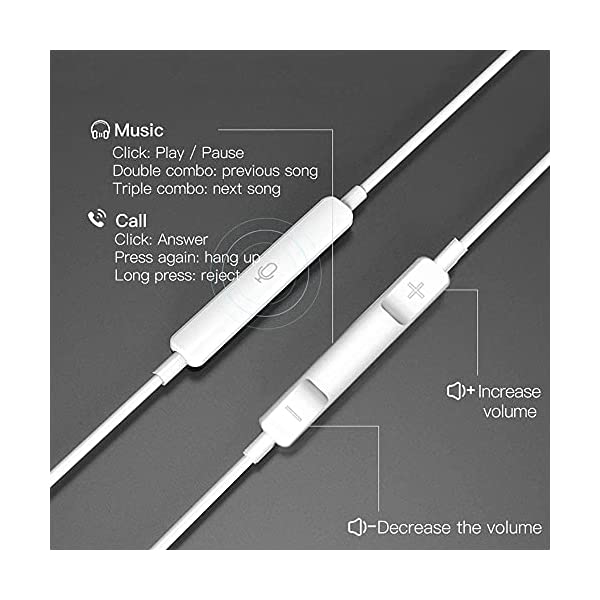 Music
Click: Play / Pause
Double combo: previous song
Triple combo: next song
Call
Click: Answer
Press again: hang up
Long press: reject
+ Increase
volume
-Decrease the volume